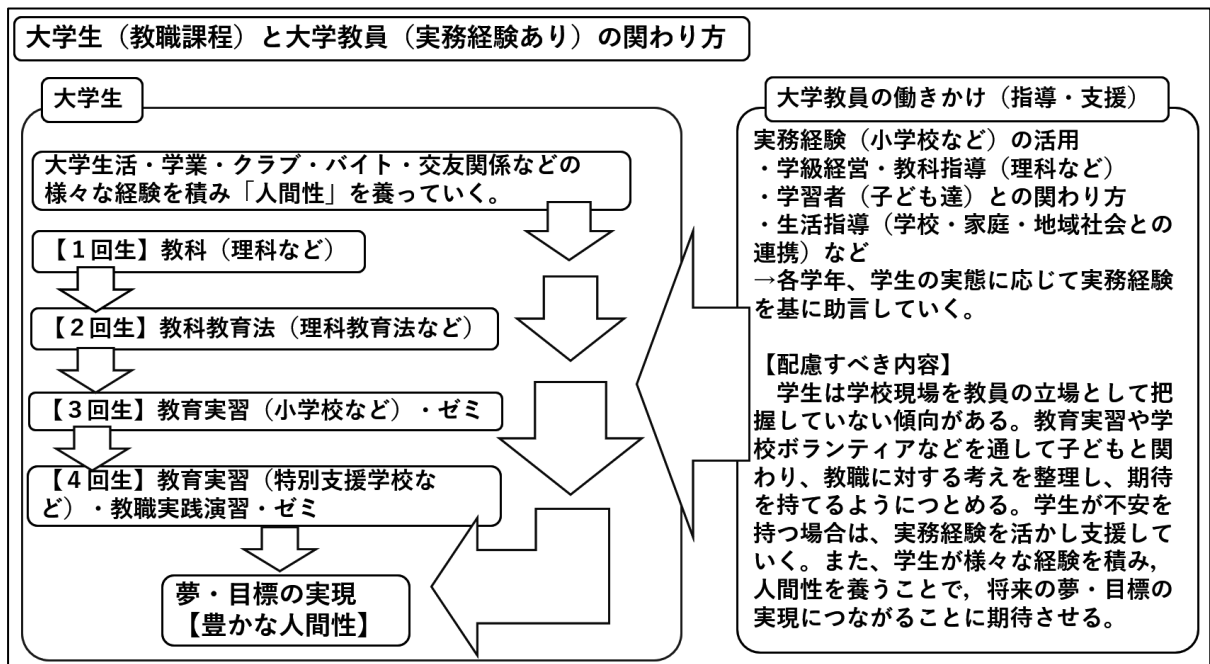 大学生（教職課程）と大学教員（実務経験あり）の関わり方
大学生
大学生活・学業・クラブ・バイト・交友関係などの
様々な経験を積み「人間性」を養っていく。
【１回生】教科（理科など）
【２回生】教科教育法（理科教育法など）
【３回生】教育実習（小学校など）・ゼミ
【４回生】教育実習（特別支援学校な
ど）・教職実践演習・ゼミ
夢・目標の実現
【豊かな人間性】
大学教員の働きかけ（指導・支援）
実務経験（小学校など）の活用
・学級経営・教科指導（理科など）
・学習者（子ども達）との関わり方
・生活指導（学校・家庭・地域社会との
連携）など
→各学年、学生の実態に応じて実務経験
を基に助言していく。
【配慮すべき内容】
　学生は学校現場を教員の立場として把
握していない傾向がある。教育実習や学
校ボランティアなどを通して子どもと関
わり、教職に対する考えを整理し、期待
を持てるようにつとめる。学生が不安を
持つ場合は、実務経験を活かし支援して
いく。また、学生が様々な経験を積み，
人間性を養うことで，将来の夢・目標の
実現につながることに期待させる。